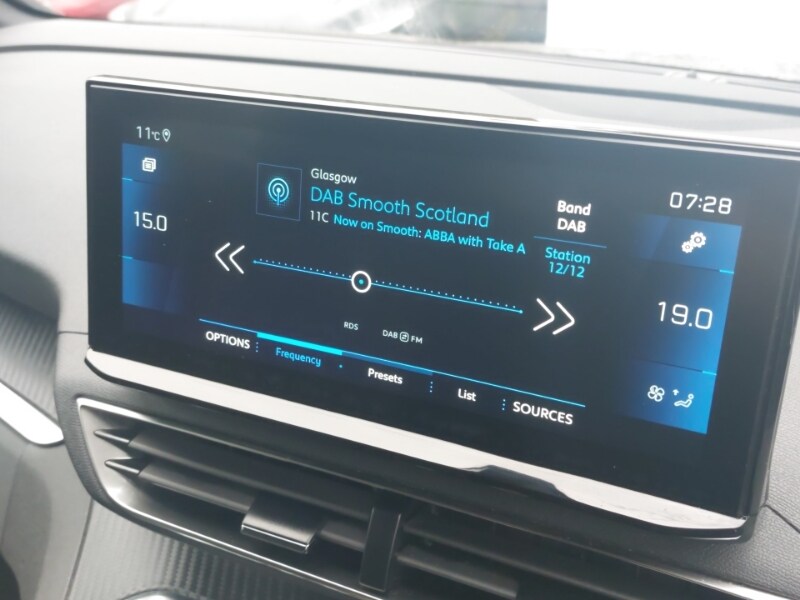 11°C
07:28
Glasgow
DAB Smooth Scotland
11C Now on Smooth: ABBA with Take A
Band
DAB
Station
12/12
15.0
19.0
RDS
DAB FM
OPTIONS
Frequency
Presets
List
SOURCES